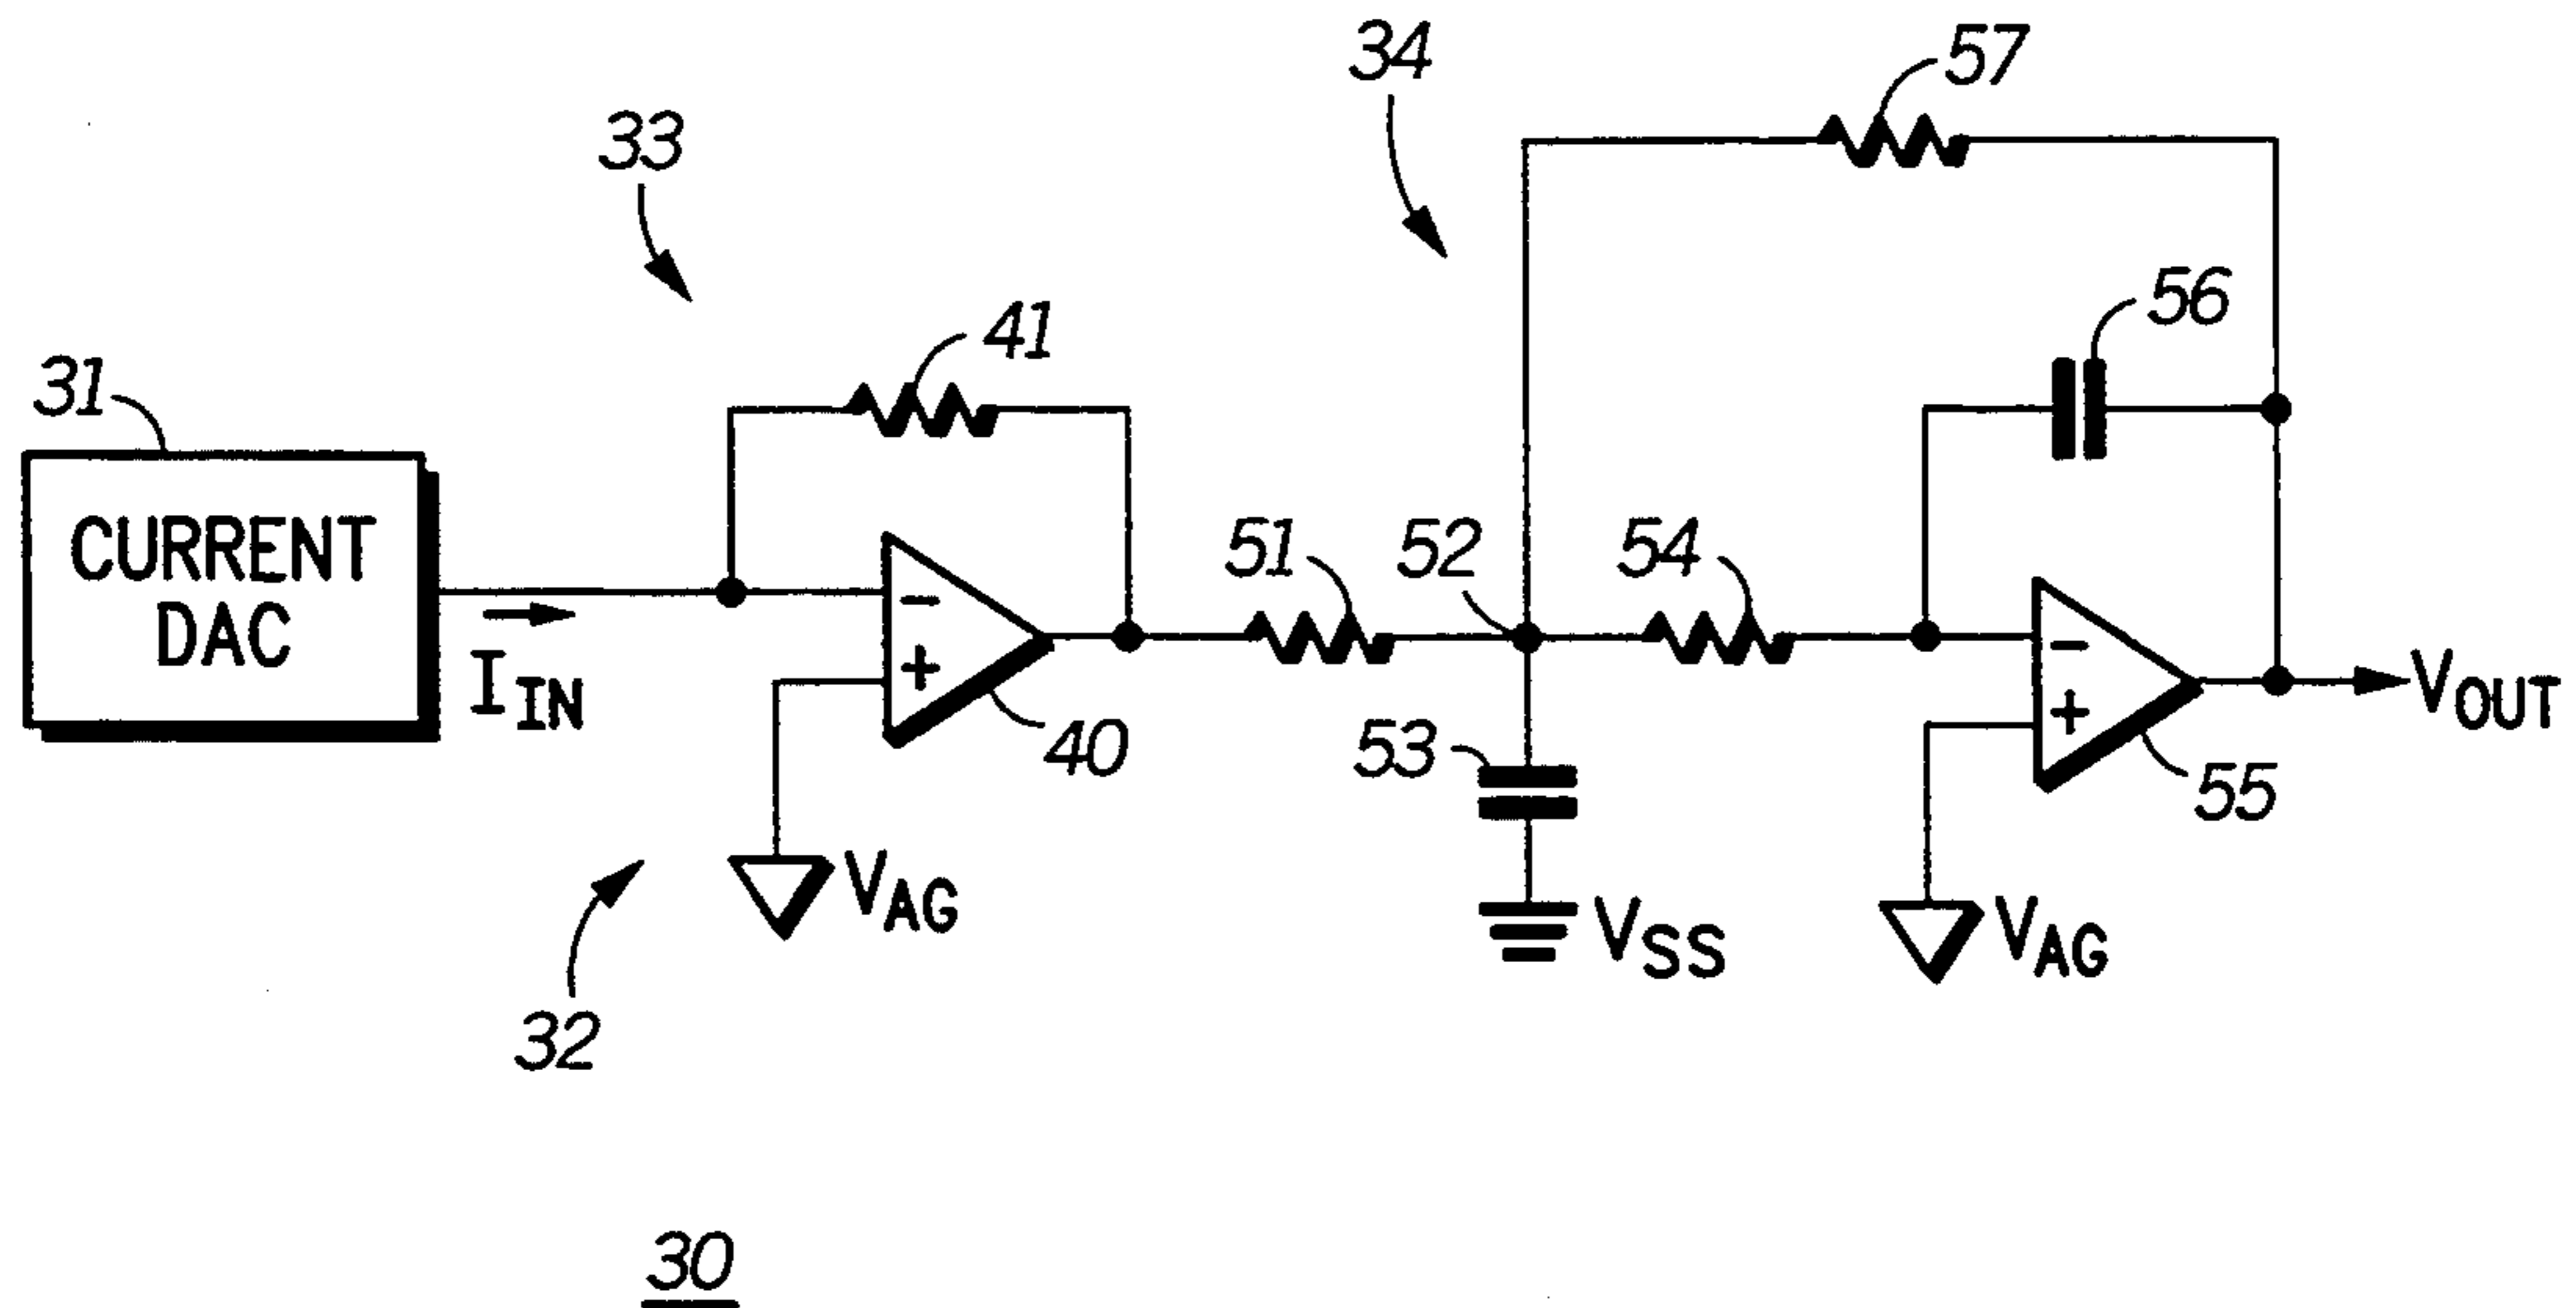 34
57
33
56
41
31
CURRENT
DAC
51
52
54
−
+
I_IN
40
53
−
+
V_OUT
55
V_AG
V_SS
V_AG
32
30